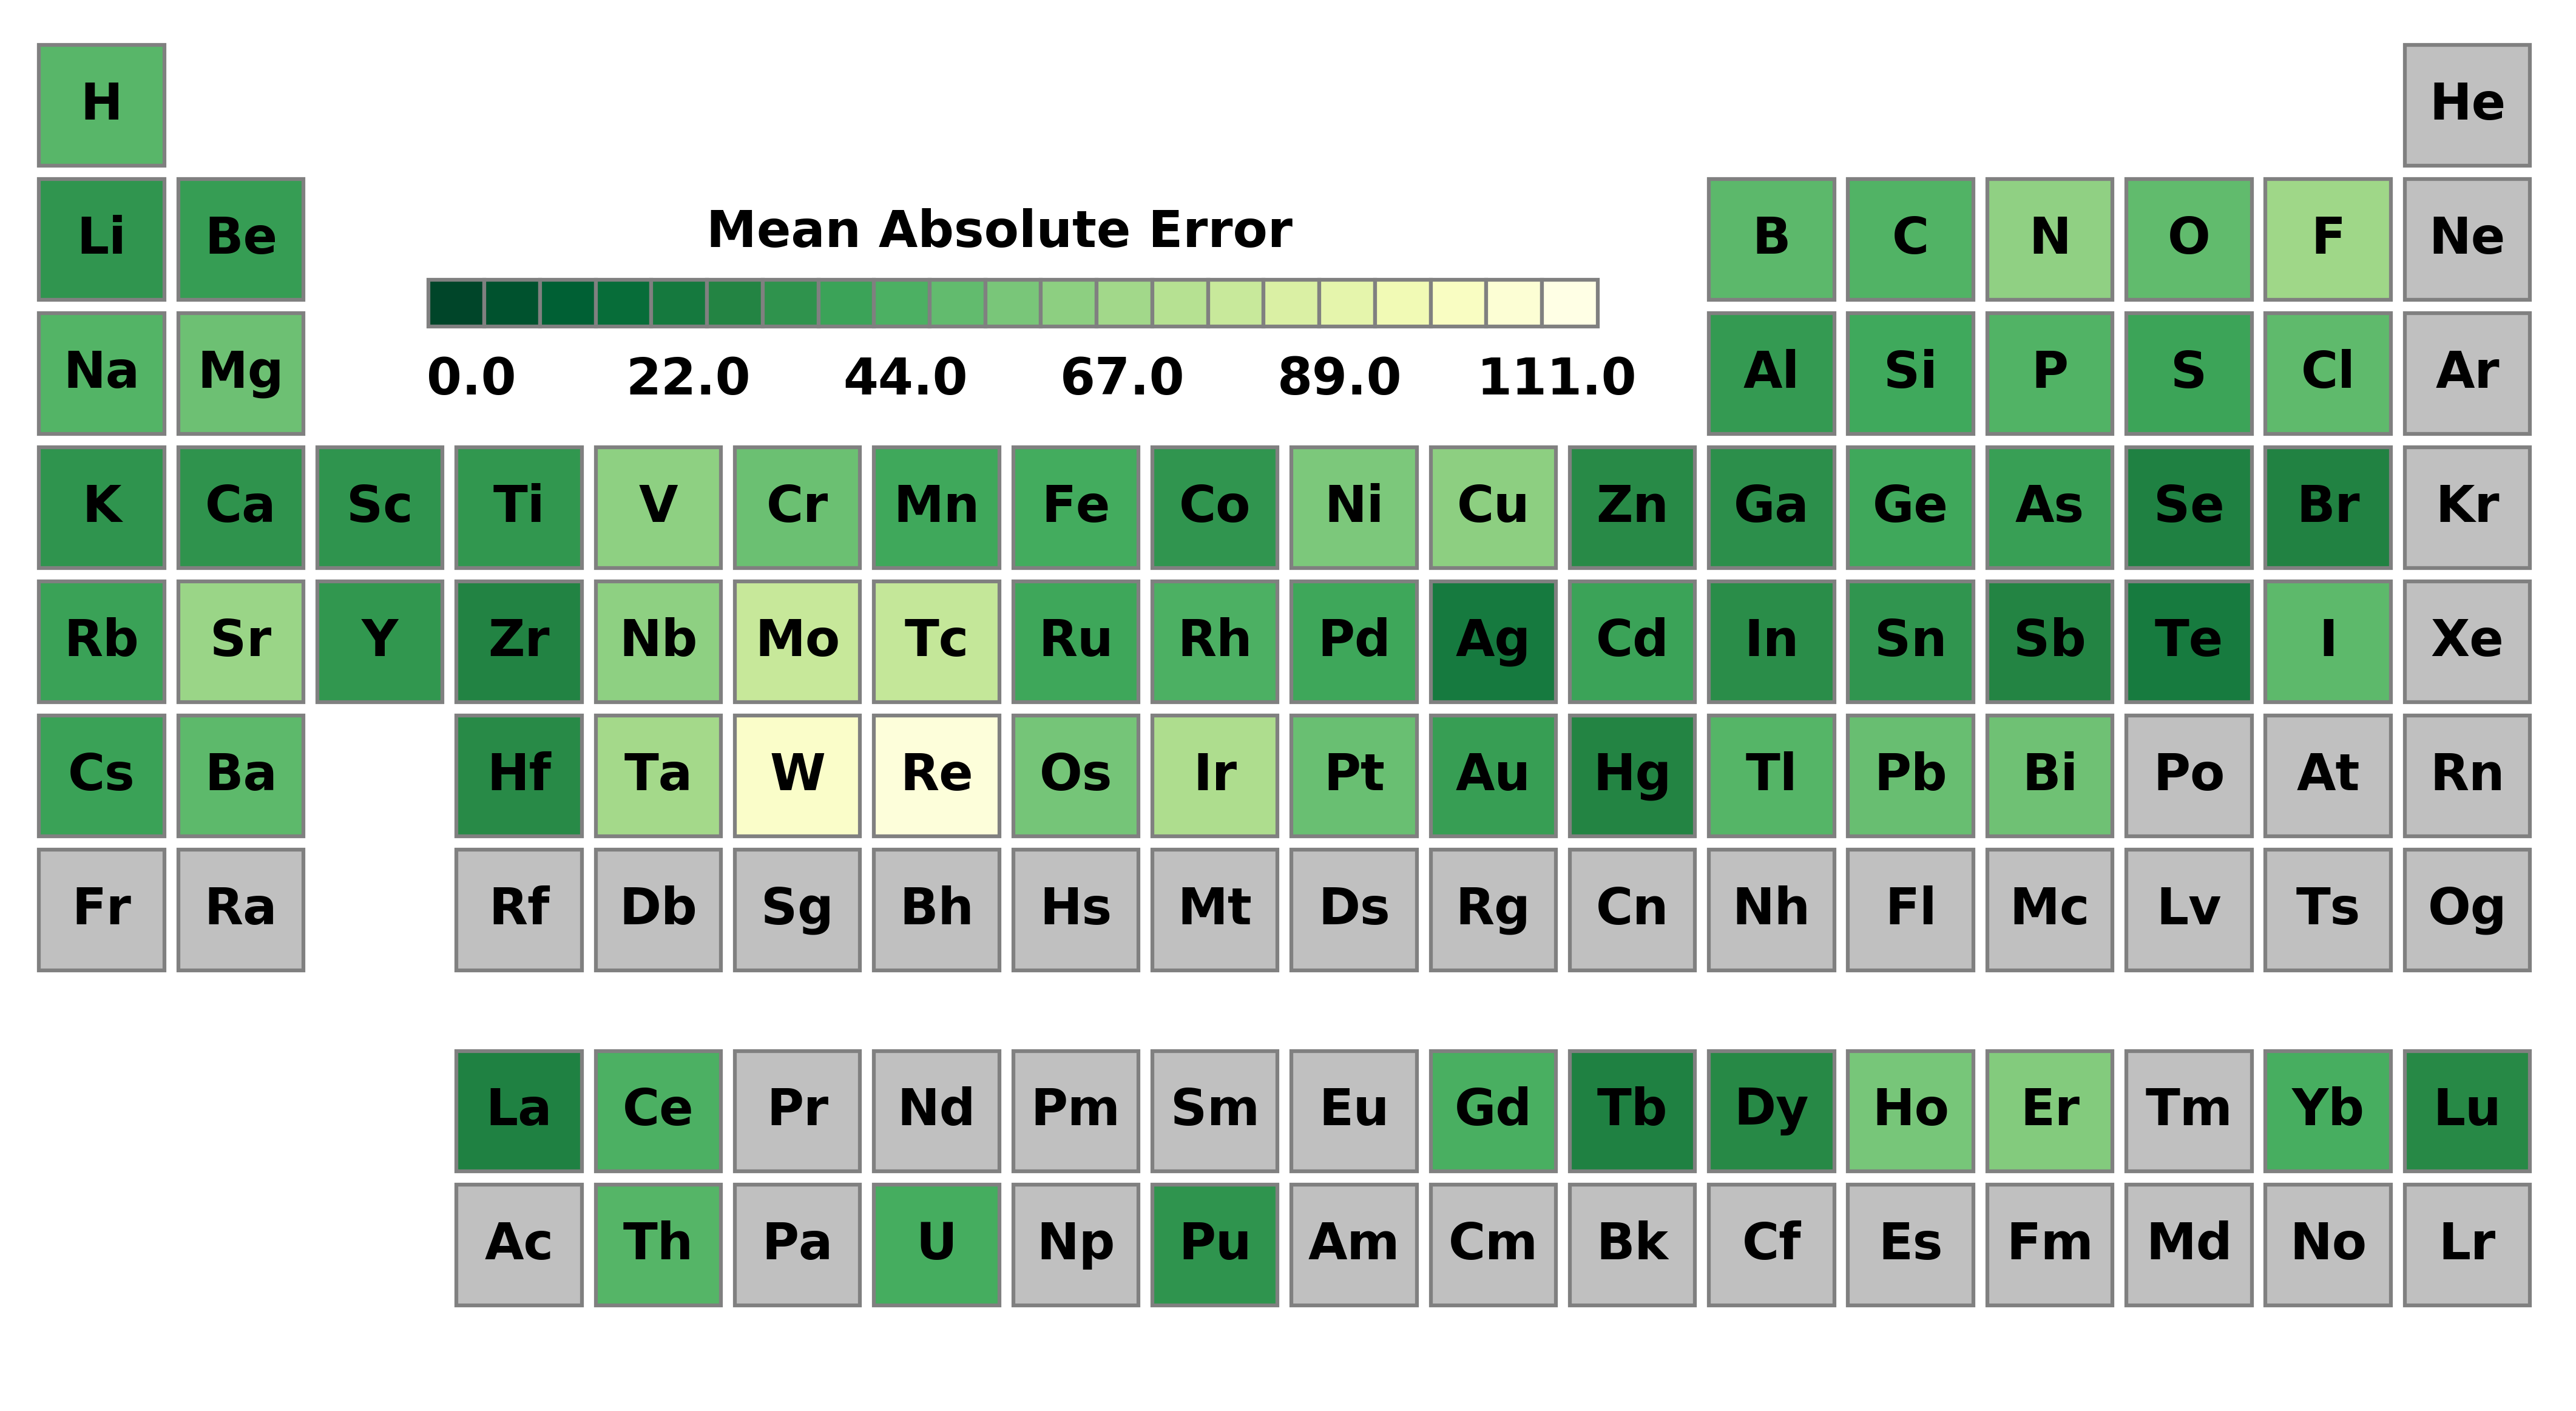 H He
Li Be Mean Absolute Error B C N O F Ne
Na Mg 0.0 22.0 44.0 67.0 89.0 111.0 Al Si P S Cl Ar
K Ca Sc Ti V Cr Mn Fe Co Ni Cu Zn Ga Ge As Se Br Kr
Rb Sr Y Zr Nb Mo Tc Ru Rh Pd Ag Cd In Sn Sb Te I Xe
Cs Ba Hf Ta W Re Os Ir Pt Au Hg Tl Pb Bi Po At Rn
Fr Ra Rf Db Sg Bh Hs Mt Ds Rg Cn Nh Fl Mc Lv Ts Og
La Ce Pr Nd Pm Sm Eu Gd Tb Dy Ho Er Tm Yb Lu
Ac Th Pa U Np Pu Am Cm Bk Cf Es Fm Md No Lr